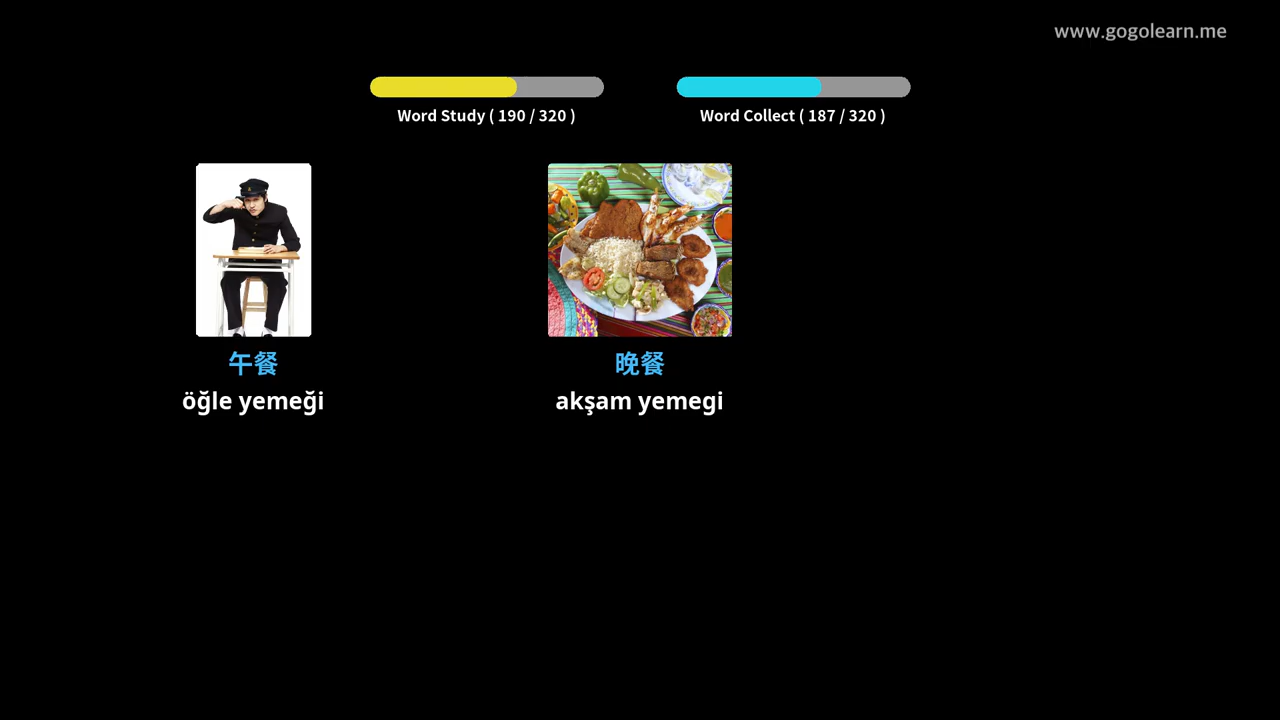 www.gogolearn.me
Word Study ( 190 / 320 )
Word Collect ( 187 / 320 )
午餐
晚餐
öğle yemeği
akşam yemegi